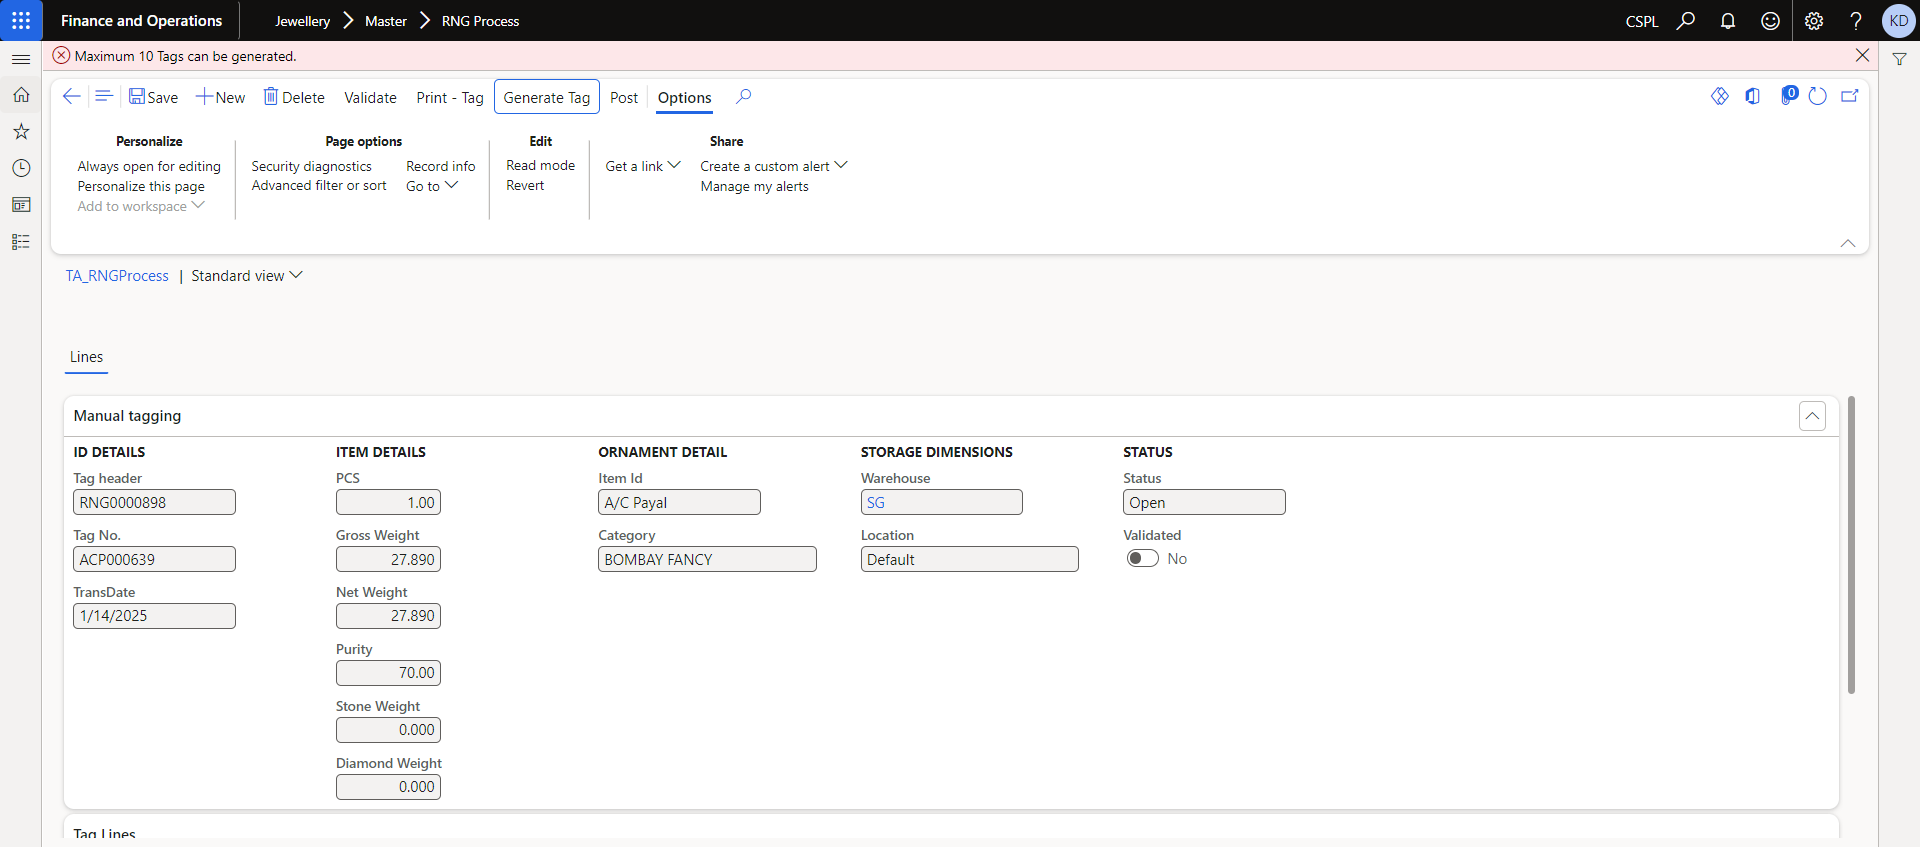 Finance and Operations
Jewellery
Master
RNG Process
CSPL
KD
Maximum 10 Tags can be generated.
Save
New
Delete
Validate
Print - Tag
Generate Tag
Post
Options
0
Personalize
Always open for editing
Personalize this page
Add to workspace
Page options
Security diagnostics
Advanced filter or sort
Record info
Go to
Edit
Read mode
Revert
Share
Get a link
Create a custom alert
Manage my alerts
TA_RNGProcess | Standard view
Lines
Manual tagging
ID DETAILS
Tag header
RNG0000898
Tag No.
ACP000639
TransDate
1/14/2025
ITEM DETAILS
PCS
1.00
Gross Weight
27.890
Net Weight
27.890
Purity
70.00
Stone Weight
0.000
Diamond Weight
0.000
ORNAMENT DETAIL
Item Id
A/C Payal
Category
BOMBAY FANCY
STORAGE DIMENSIONS
Warehouse
SG
Location
Default
STATUS
Status
Open
Validated
No
Tag Lines